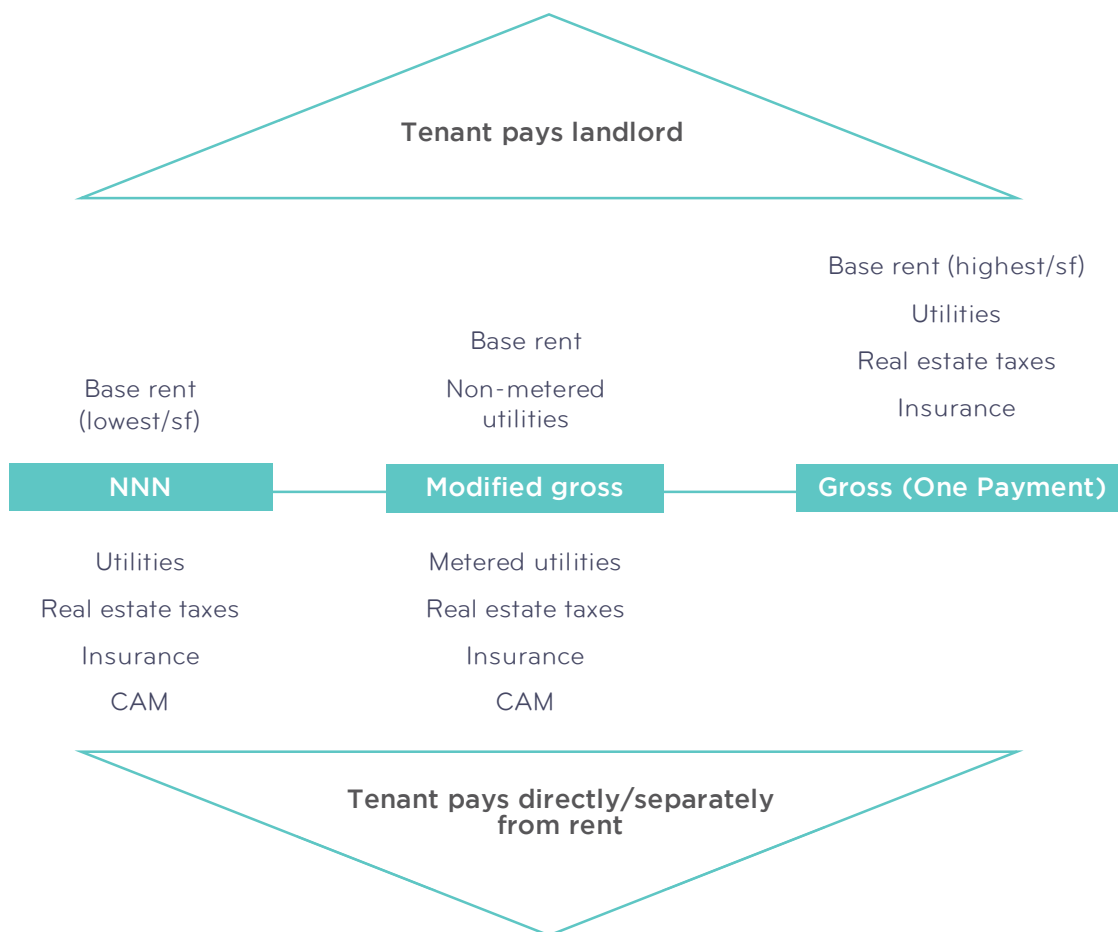 Tenant pays landlord
Base rent (highest/sf)
Utilities
Real estate taxes
Insurance
Base rent
Non-metered
utilities
Base rent
(lowest/sf)
NNN
Modified gross
Gross (One Payment)
Utilities
Real estate taxes
Insurance
CAM
Metered utilities
Real estate taxes
Insurance
CAM
Tenant pays directly/separately
from rent